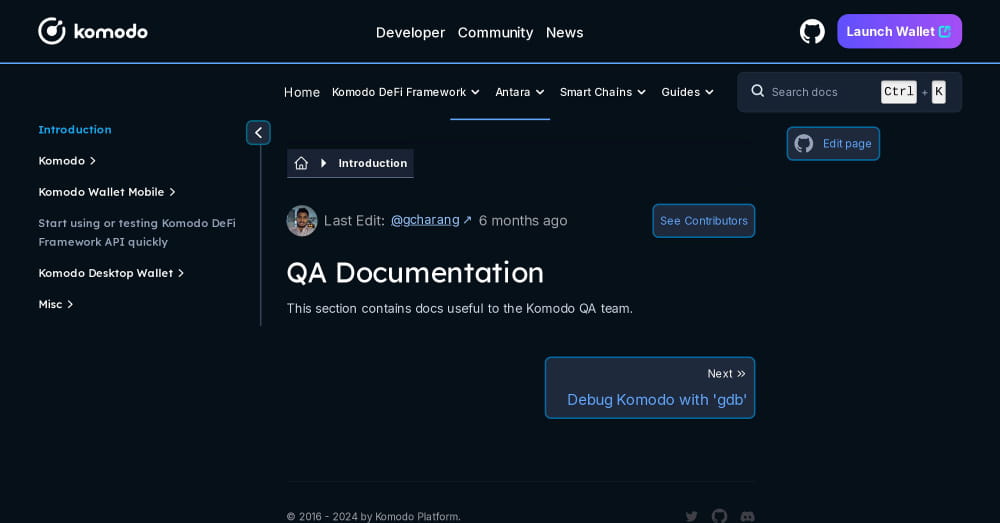 komodo
Developer Community News
Launch Wallet
Home Komodo DeFi Framework Antara Smart Chains Guides
Search docs Ctrl + K
Introduction
Komodo
Komodo Wallet Mobile
Start using or testing Komodo DeFi
Framework API quickly
Komodo Desktop Wallet
Misc
Introduction
Edit page
Last Edit: @gcharang ↗ 6 months ago
See Contributors
QA Documentation
This section contains docs useful to the Komodo QA team.
Next »
Debug Komodo with 'gdb'
© 2016 - 2024 by Komodo Platform.